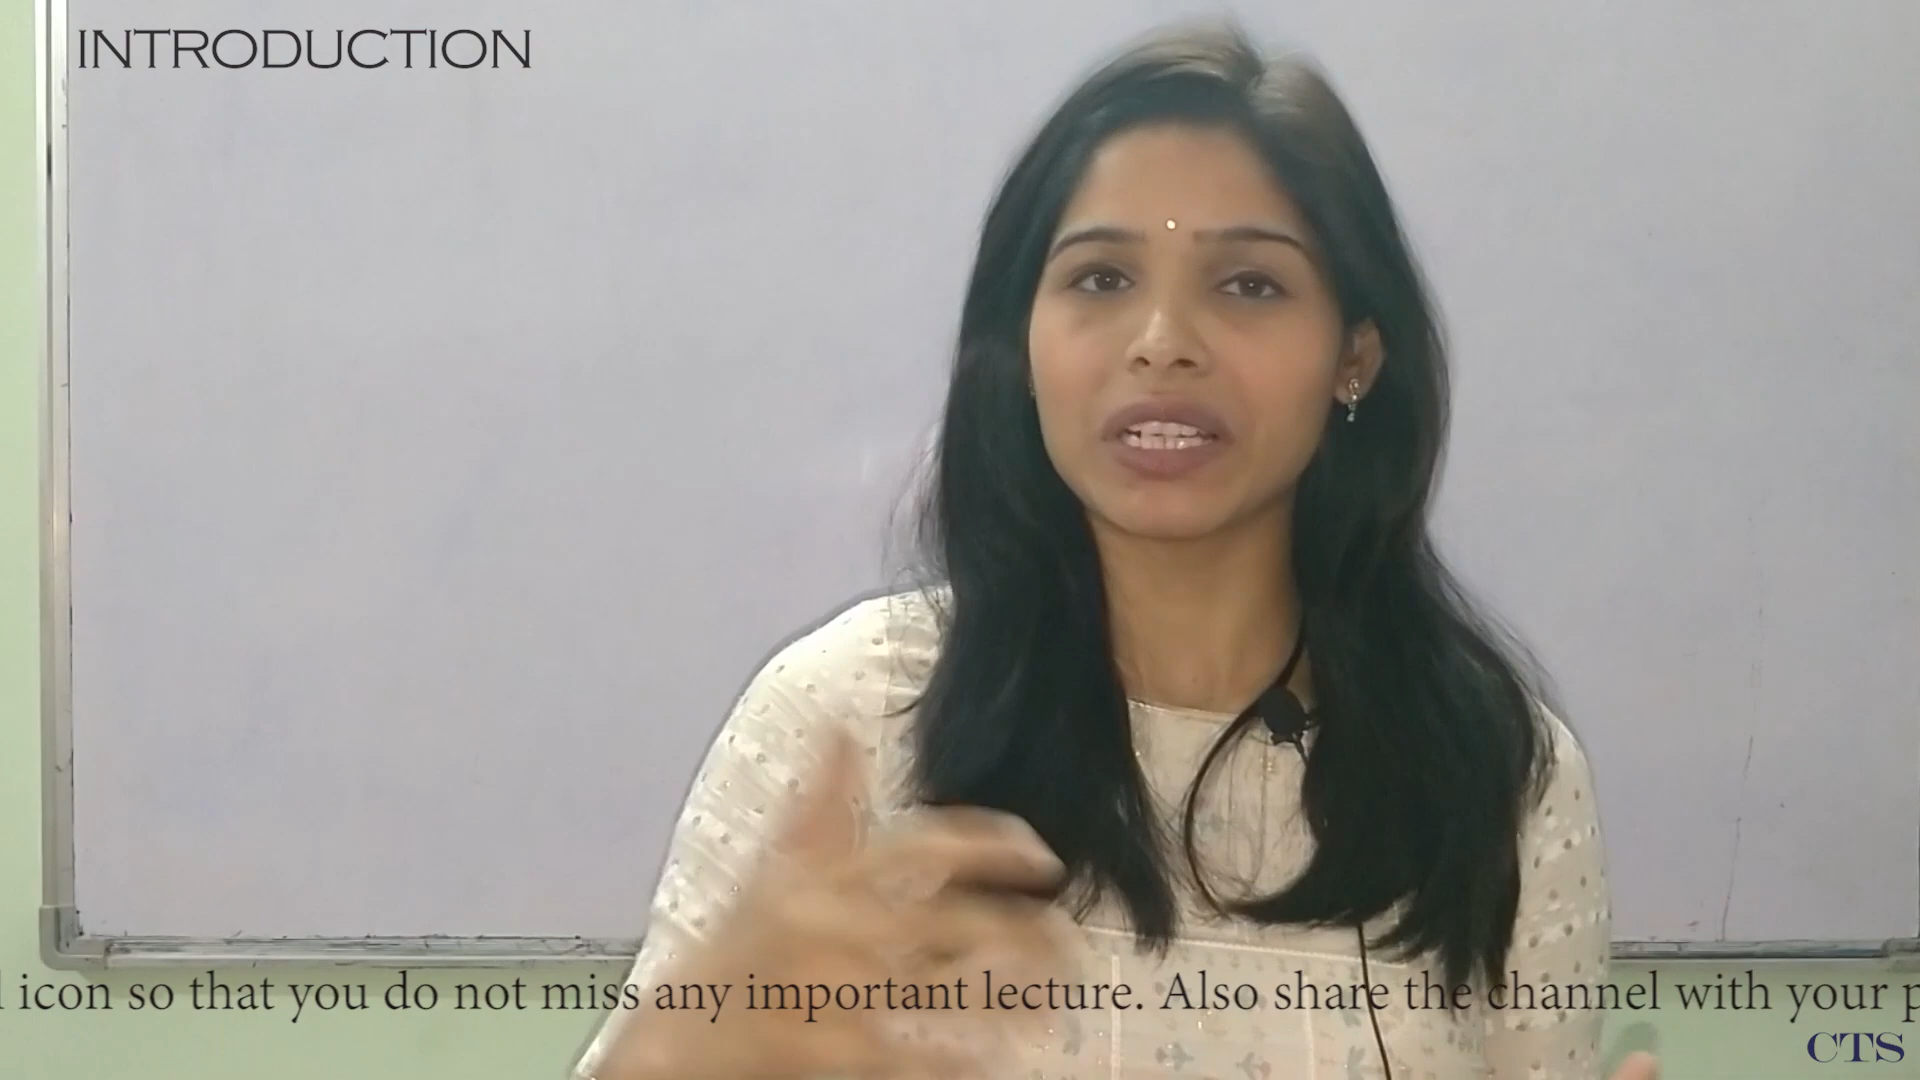 INTRODUCTION
icon so that you do not miss any important lecture. Also share the channel with your
CTS